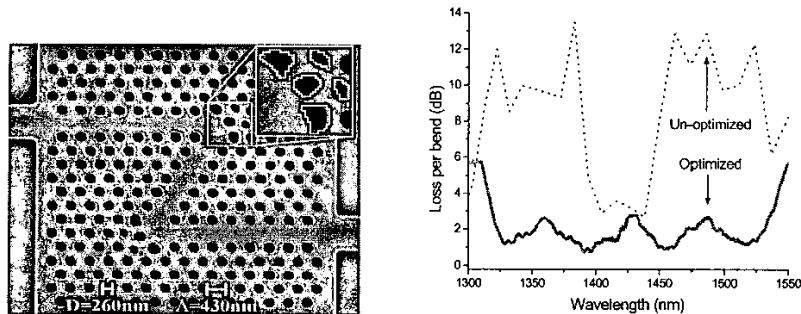 D=260nm Λ=430nm
14
12
10
8
6
4
2
0
Loss per bend (dB)
Un-optimized
Optimized
1300 1350 1400 1450 1500 1550
Wavelength (nm)